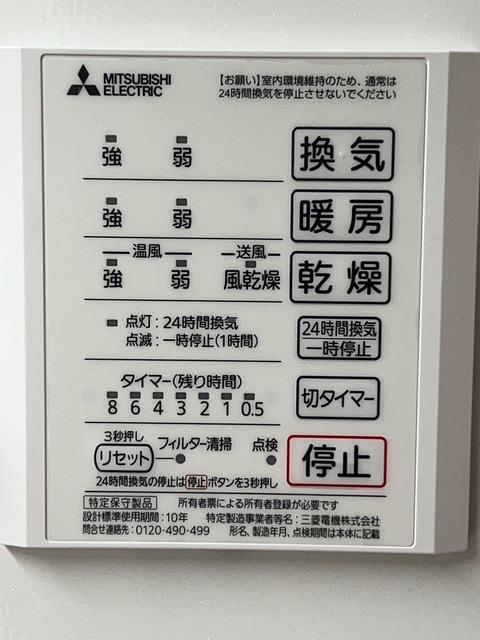 MITSUBISHI
ELECTRIC
【お願い】室内環境維持のため、通常は
24時間換気を停止させないでください
強 弱 換気
強 弱 暖房
温風 送風
強 弱 風乾燥 乾燥
点灯:24時間換気
点滅:一時停止(1時間)
24時間換気
一時停止
タイマー(残り時間)
8 6 4 3 2 1 0.5
切タイマー
3秒押し
リセット フィルター清掃 点検
停止
24時間換気の停止は停止ボタンを3秒押し
特定保守製品 所有者票による所有者登録が必要です
設計標準使用期間:10年 特定製造事業者等名:三菱電機株式会社
問合せ連絡先:0120-490-499 形名、製造年月、点検期間は本体に記載